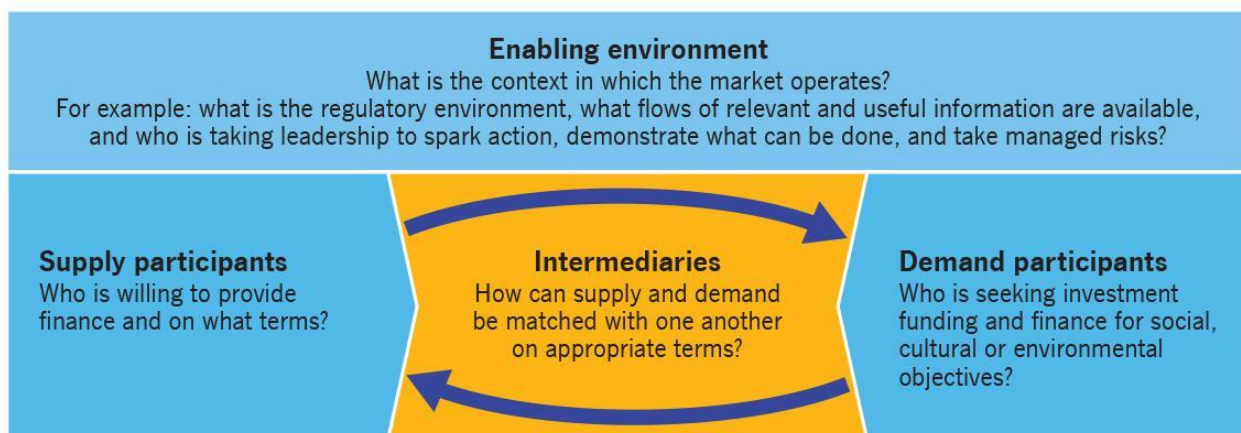 Enabling environment
What is the context in which the market operates?
For example: what is the regulatory environment, what flows of relevant and useful information are available,
and who is taking leadership to spark action, demonstrate what can be done, and take managed risks?
Supply participants
Who is willing to provide
finance and on what terms?
Intermediaries
How can supply and demand
be matched with one another
on appropriate terms?
Demand participants
Who is seeking investment
funding and finance for social,
cultural or environmental
objectives?